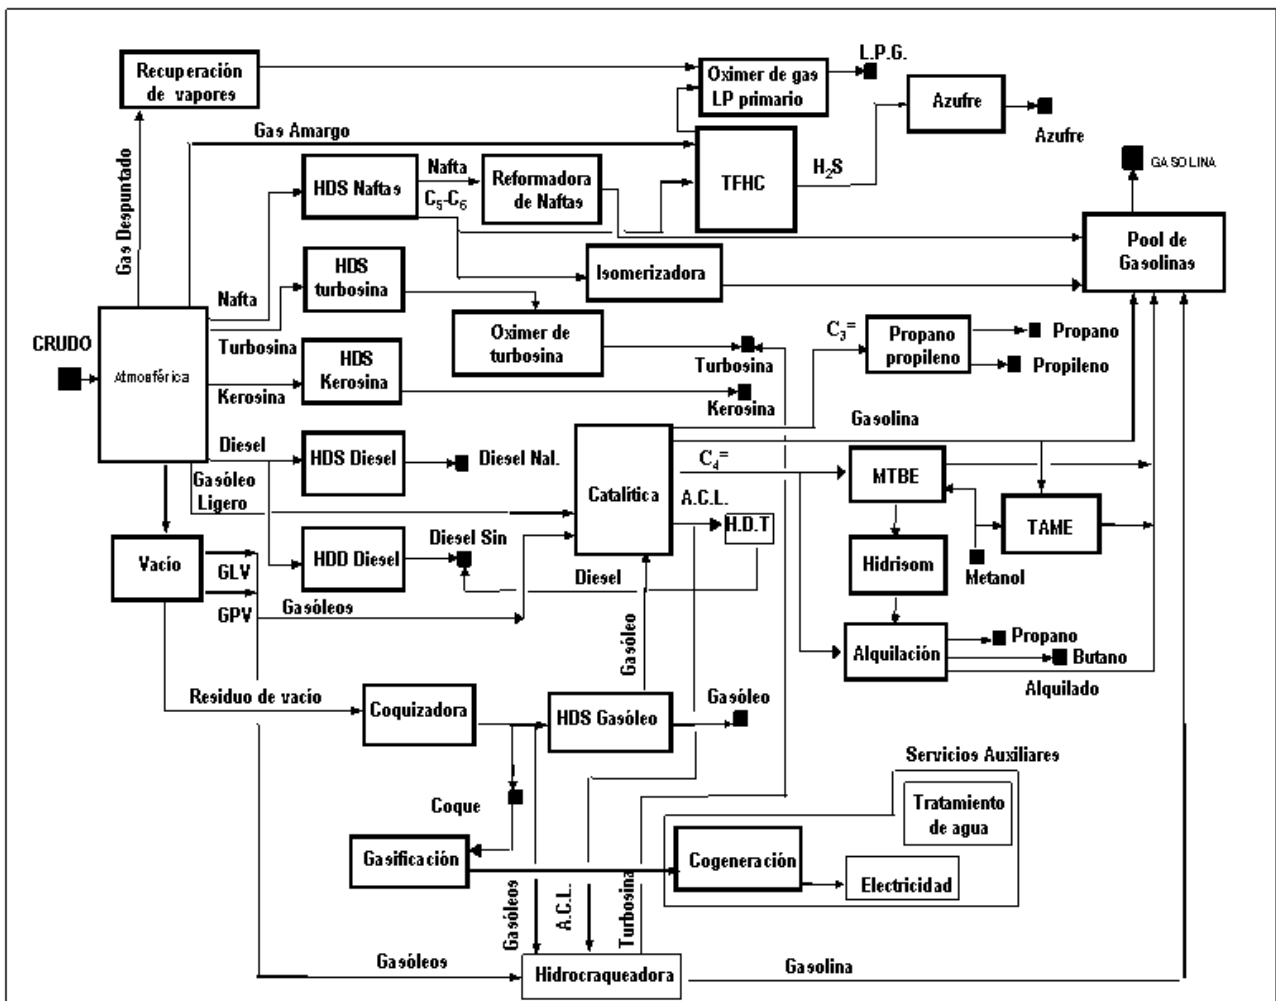 L.P.G.
Recuperación
de vapores
Oximer de gas
LP primario
Azufre
Azufre
Gas Amargo
Gas Despuntado
HDS Naftas
Nafta
C5-C6
Reformadora
de Naftas
TFHC
H2S
GASOLINA
Pool de
Gasolinas
HDS
turbosina
Isomerizadora
Nafta
CRUDO
Atmosférica
Turbosina
Oximer de
turbosina
C3=
Propano
propileno
Propano
Propileno
HDS
Kerosina
Kerosina
Turbosina
Kerosina
Gasolina
Diesel
HDS Diesel
Diesel Nal.
Gasóleo
Ligero
Catalítica
C4=
MTBE
A.C.L.
H.D.T
TAME
Vacío
GLV
GPV
HDD Diesel
Diesel Sin
Diesel
Gasóleos
Hidrisom
Metanol
Gasóleo
Alquilación
Propano
Butano
Alquilado
Residuo de vacío
Coquizadora
HDS Gasóleo
Gasóleo
Servicios Auxiliares
Coque
Tratamiento
de agua
Gasificación
Cogeneración
Electricidad
Gasóleos
A.C.L.
Turbosina
Gasóleos
Hidrocraqueadora
Gasolina